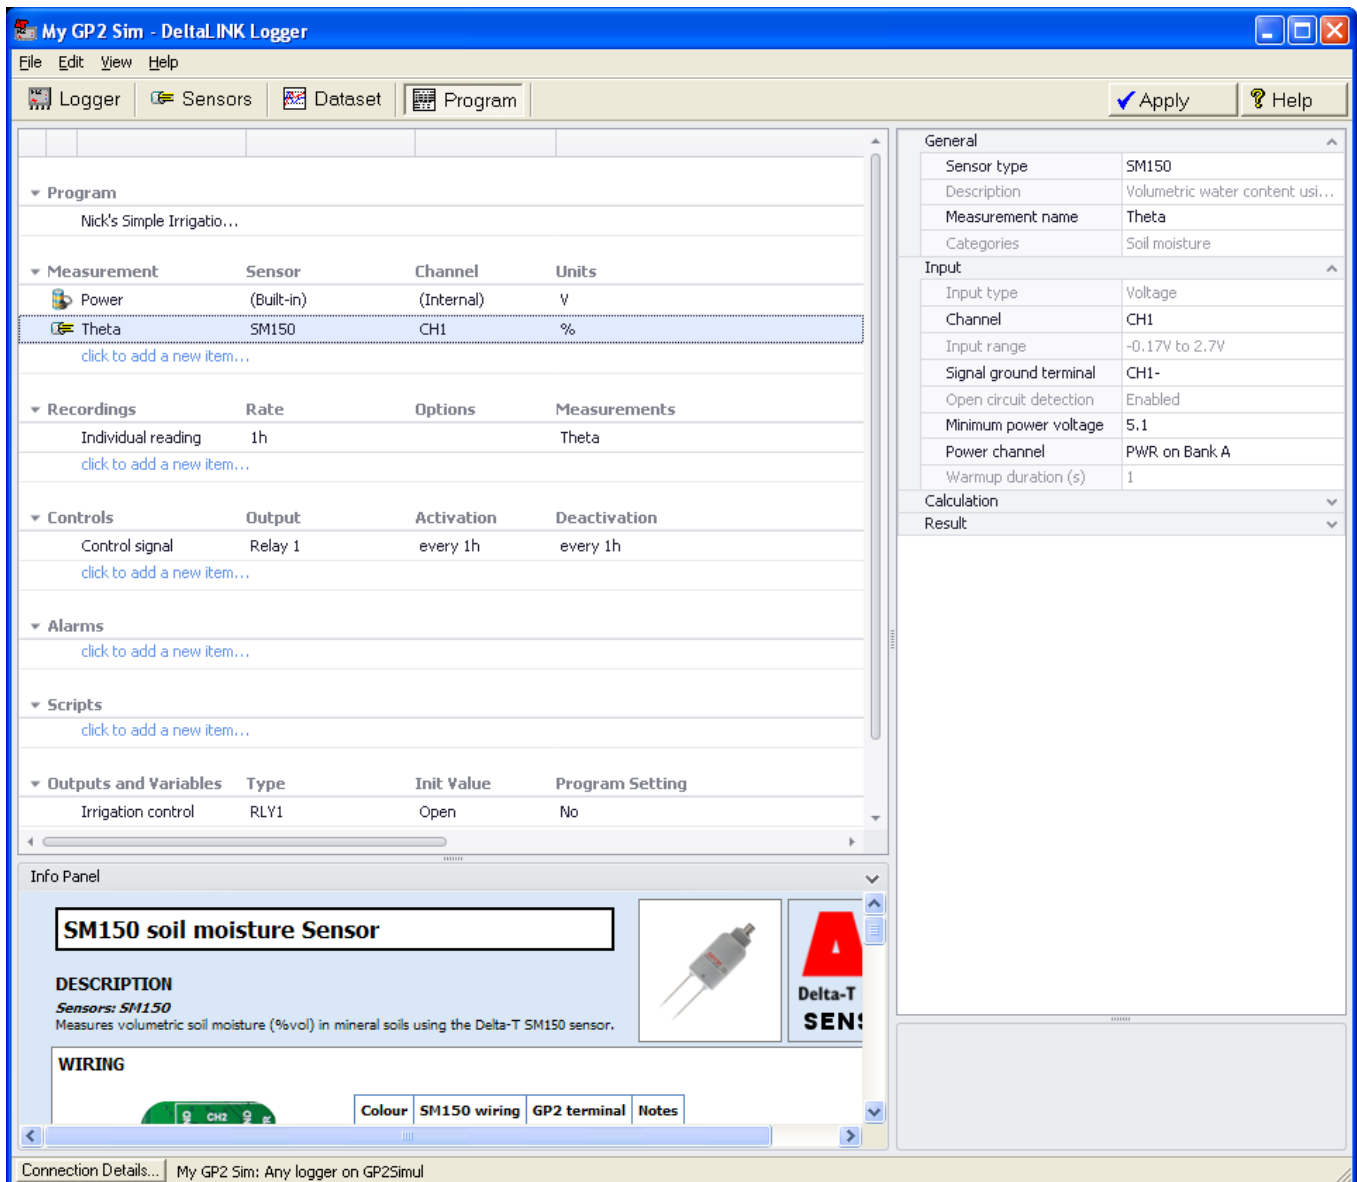 My GP2 Sim - DeltaLINK Logger
File Edit View Help
Logger Sensors Dataset Program Apply Help
Program
Nick's Simple Irrigatio...
Measurement Sensor Channel Units
Power (Built-in) (Internal) V
Theta SM150 CH1 %
click to add a new item...
Recordings Rate Options Measurements
Individual reading 1h Theta
click to add a new item...
Controls Output Activation Deactivation
Control signal Relay 1 every 1h every 1h
click to add a new item...
Alarms
click to add a new item...
Scripts
click to add a new item...
Outputs and Variables Type Init Value Program Setting
Irrigation control RLY1 Open No
General
Sensor type SM150
Description Volumetric water content usi...
Measurement name Theta
Categories Soil moisture
Input
Input type Voltage
Channel CH1
Input range -0.17V to 2.7V
Signal ground terminal CH1-
Open circuit detection Enabled
Minimum power voltage 5.1
Power channel PWR on Bank A
Warmup duration (s) 1
Calculation
Result
Info Panel
SM150 soil moisture Sensor
DESCRIPTION
Sensors: SM150
Measures volumetric soil moisture (%vol) in mineral soils using the Delta-T SM150 sensor.
Delta-T
WIRING
CH2
Colour SM150 wiring GP2 terminal Notes
Connection Details... My GP2 Sim: Any logger on GP2Simul